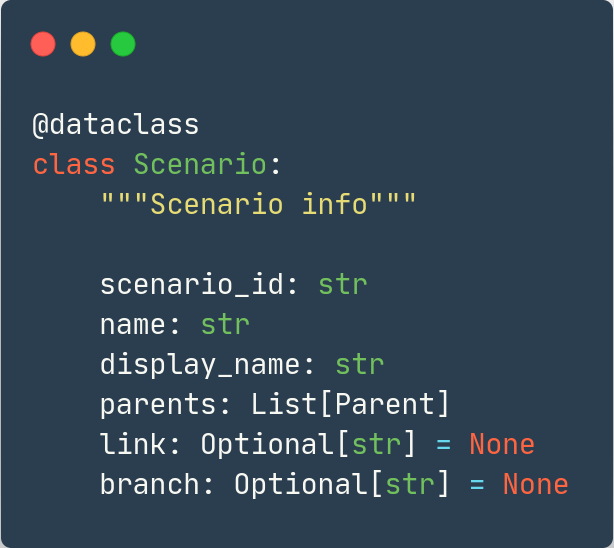 @dataclass
class Scenario:
    """Scenario info"""

    scenario_id: str
    name: str
    display_name: str
    parents: List[Parent]
    link: Optional[str] = None
    branch: Optional[str] = None